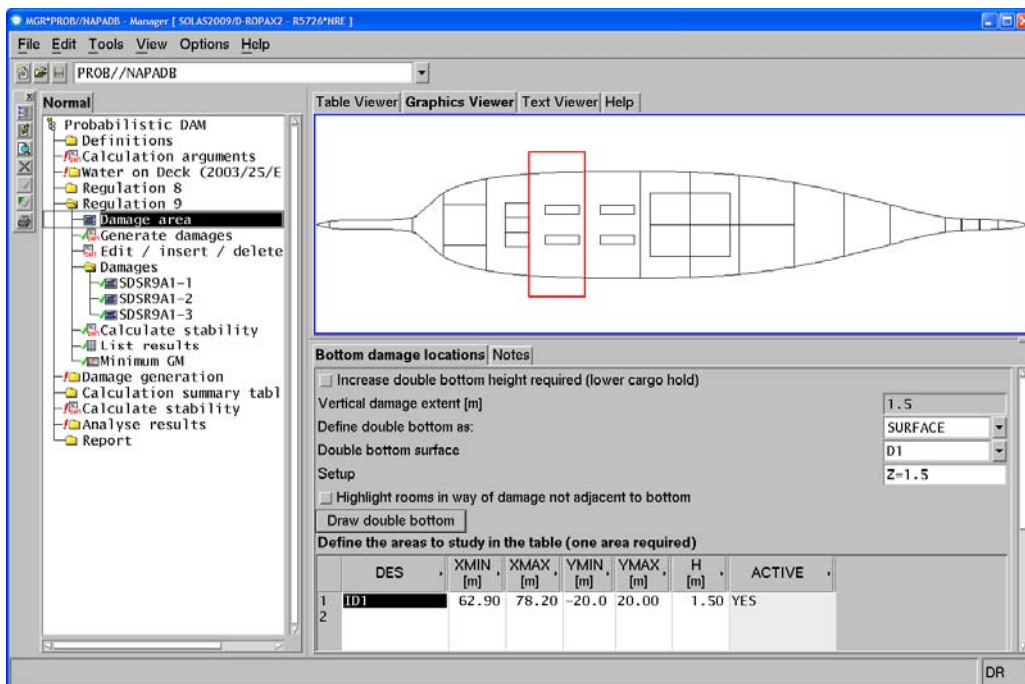 MGR*PROB//NAPADB - Manager [ SOLAS2009/D-ROPAX2 - R5726*NRE ]
File Edit Tools View Options Help
PROB//NAPADB
Normal
Probabilistic DAM
Definitions
Calculation arguments
Water on Deck (2003/25/E
Regulation 8
Regulation 9
Damage area
Generate damages
Edit / insert / delete
Damages
SDSR9A1-1
SDSR9A1-2
SDSR9A1-3
Calculate stability
List results
Minimum GM
Damage generation
Calculation summary tabl
Calculate stability
Analyse results
Report
Table Viewer Graphics Viewer Text Viewer Help
Bottom damage locations Notes
Increase double bottom height required (lower cargo hold)
Vertical damage extent [m] 1.5
Define double bottom as: SURFACE
Double bottom surface D1
Setup Z=1.5
Highlight rooms in way of damage not adjacent to bottom
Draw double bottom
Define the areas to study in the table (one area required)
DES XMIN [m] XMAX [m] YMIN [m] YMAX [m] H [m] ACTIVE
1 ID1 62.90 78.20 -20.0 20.00 1.50 YES
2
DR